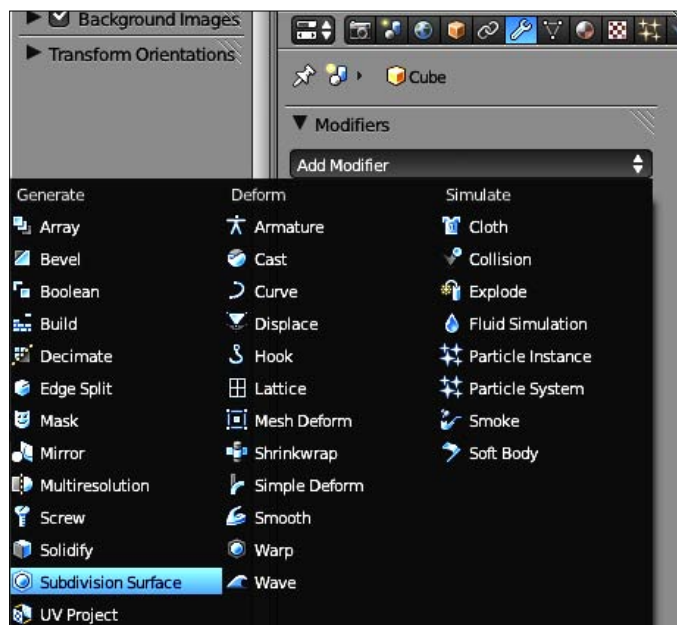 Background Images
Transform Orientations
Cube
Modifiers
Add Modifier
Generate
Array
Bevel
Boolean
Build
Decimate
Edge Split
Mask
Mirror
Multiresolution
Screw
Solidify
Subdivision Surface
UV Project
Deform
Armature
Cast
Curve
Displace
Hook
Lattice
Mesh Deform
Shrinkwrap
Simple Deform
Smooth
Warp
Wave
Simulate
Cloth
Collision
Explode
Fluid Simulation
Particle Instance
Particle System
Smoke
Soft Body